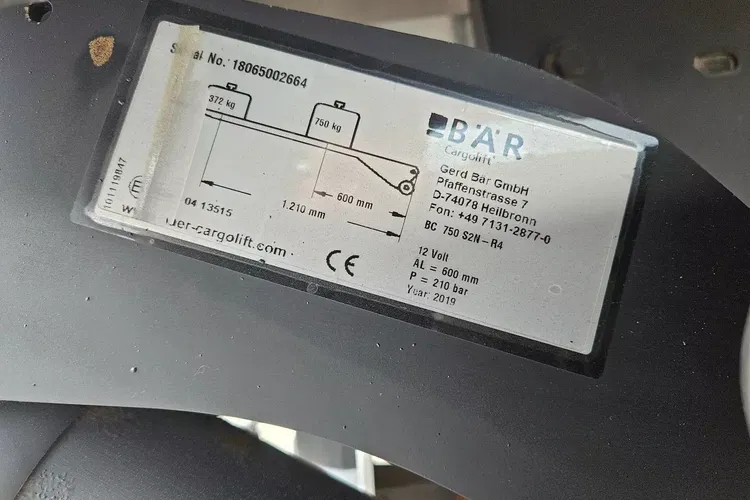 No. 18065002664
372 kg
750 kg
600 mm
1.210 mm
04 13515
101119847
er-cargolift.com
CE
BÄR
Cargolift
Gerd Bär GmbH
Pfaffenstrasse 7
D-74078 Heilbronn
Fon: +49 7131-2877-0
BC 750 S2N-R4
12 Volt
AL = 600 mm
P = 210 bar
Year: 2019